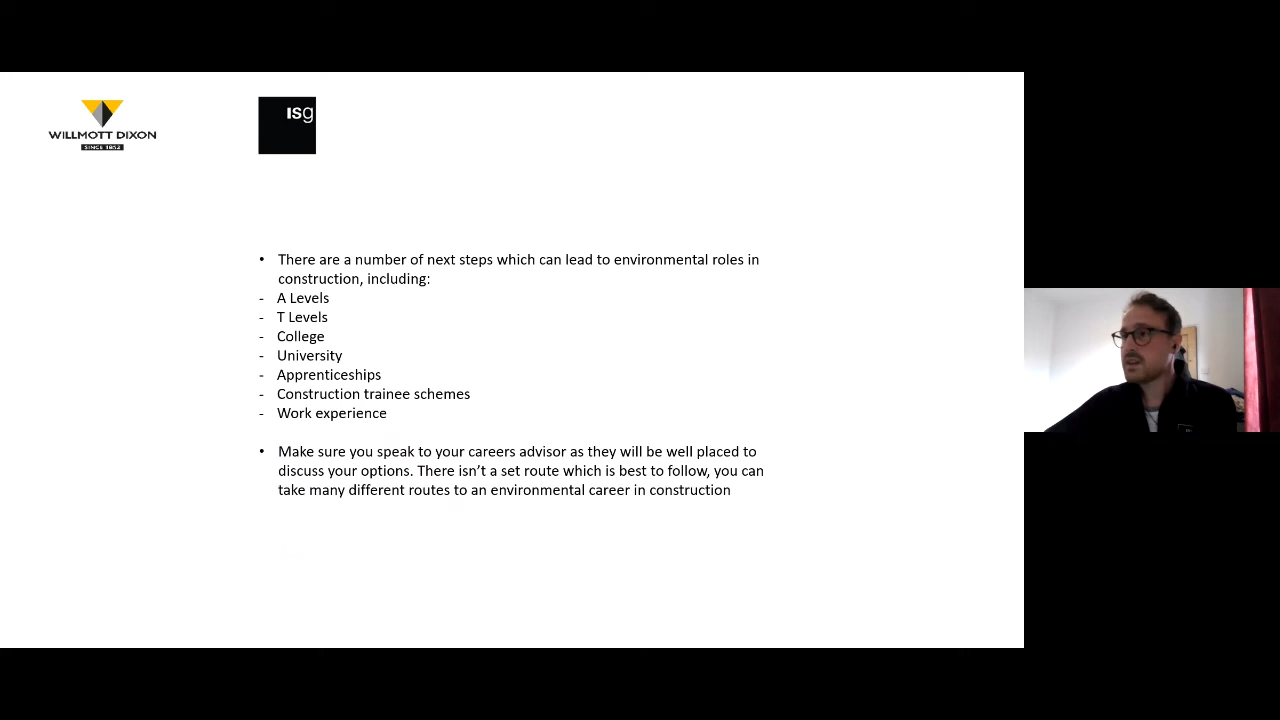 WILLMOTT DIXON
SINCE 1852
ISg
• There are a number of next steps which can lead to environmental roles in
construction, including:
- A Levels
- T Levels
- College
- University
- Apprenticeships
- Construction trainee schemes
- Work experience
• Make sure you speak to your careers advisor as they will be well placed to
discuss your options. There isn't a set route which is best to follow, you can
take many different routes to an environmental career in construction